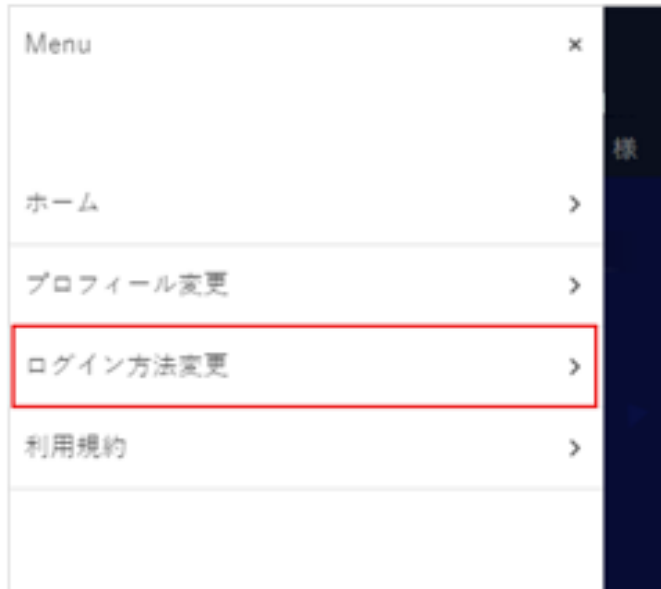 Menu ×
様
ホーム
プロフィール変更
ログイン方法変更
利用規約